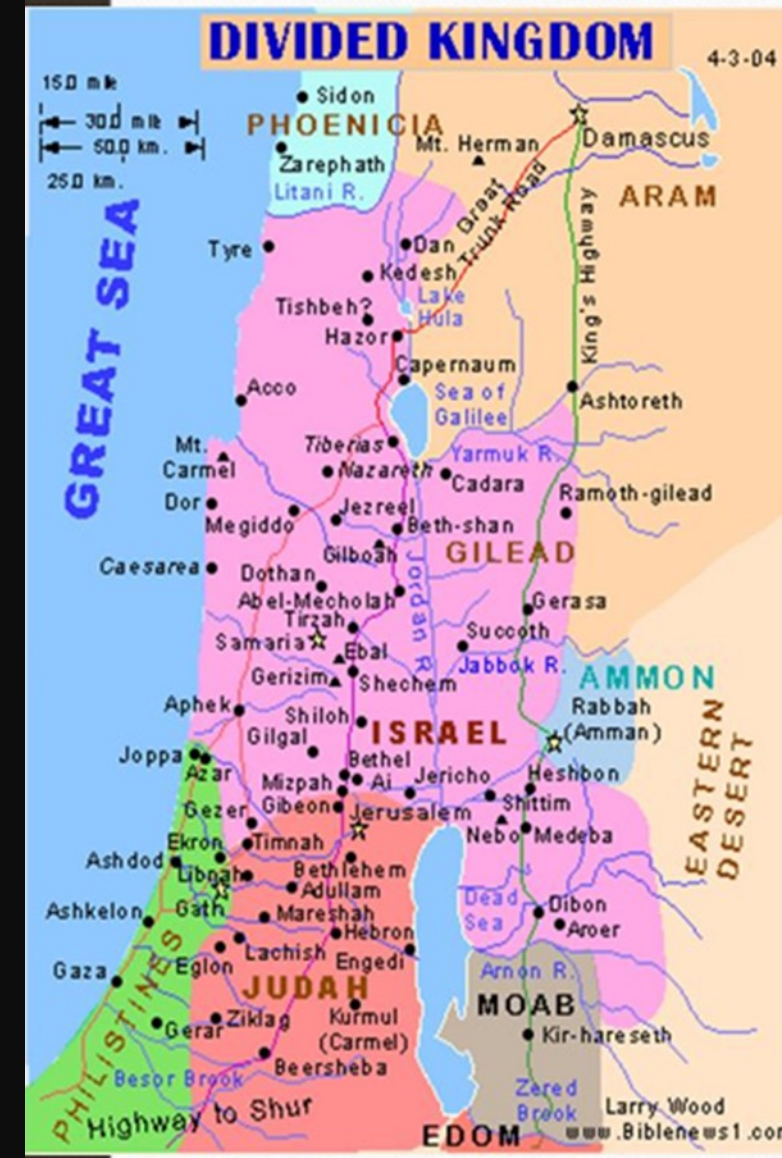 DIVIDED KINGDOM
4-3-04
15.0 mile
30.0 mile
50.0 km.
25.0 km.
Sidon
PHOENICIA
Zarephath
Litani R.
Mt. Herman
Damascus
ARAM
GREAT SEA
Great
Trunk Road
King's Highway
Tyre
Dan
Kedesh
Lake
Hula
Tishbeh?
Hazor
Capernaum
Sea of
Galilee
Acco
Ashtoreth
Tiberias
Yarmuk R.
Mt.
Carmel
Nazareth
Cadara
Dor
Ramoth-gilead
Megiddo
Jezreel
Beth-shan
Gilboah
GILEAD
Caesarea
Dothan
Jordan R
Abel-Mecholah
Gerasa
Tirzah
Samaria
Succoth
Ebal
Jabbok R.
Gerizim
Shechem
AMMON
Aphek
Shiloh
Rabbah
(Amman)
ISRAEL
Gilgal
EASTERN
DESERT
Joppa
Azar
Bethel
Mizpah
Ai
Jericho
Heshbon
Gezer
Gibeon
Jerusalem
Shittim
Nebo
Medeba
Ekron
Timnah
Ashdod
Libnah
Bethlehem
Adullam
Gath
Dead
Sea
Dibon
Ashkelon
Mareshah
Aroer
Hebron
Lachish
Eglon
Engedi
Gaza
Arnon R.
JUDAH
MOAB
PHILISTINES
Gerar
Ziklag
Kurmul
(Carmel)
Kir-hareseth
Beersheba
Besor Brook
Zered
Brook
Highway to Shur
Larry Wood
EDOM
www.Biblenews1.com